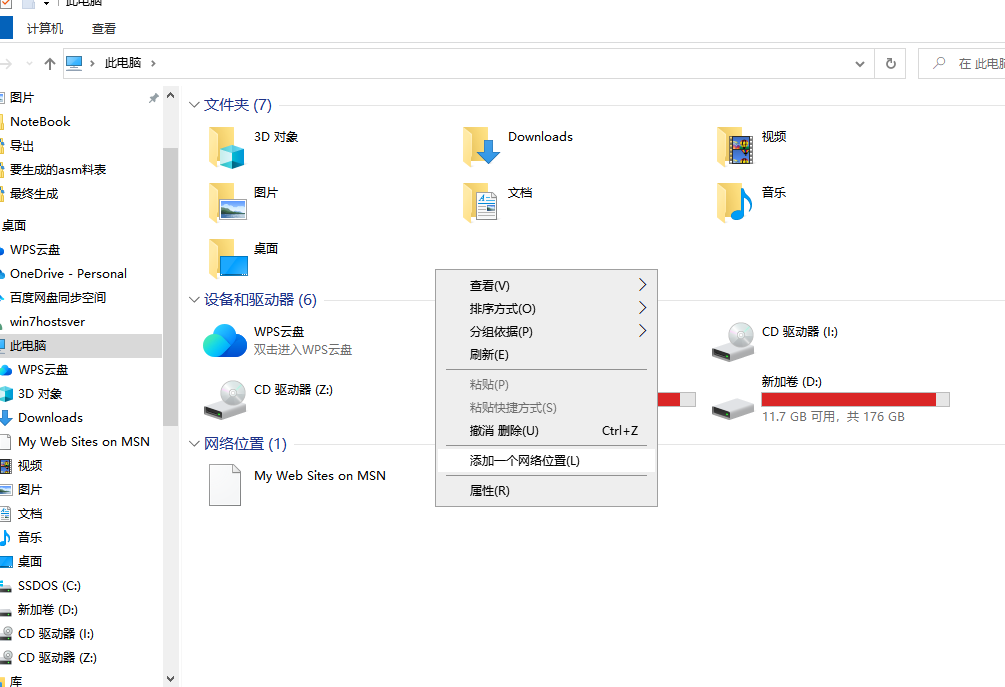 此电脑
计算机
查看
此电脑
在 此电脑
图片
NoteBook
导出
要生成的asm料表
最终生成
桌面
WPS云盘
OneDrive - Personal
百度网盘同步空间
win7hostsver
此电脑
WPS云盘
3D 对象
Downloads
My Web Sites on MSN
视频
图片
文档
音乐
桌面
SSDOS (C:)
新加卷 (D:)
CD 驱动器 (I:)
CD 驱动器 (Z:)
库
文件夹 (7)
3D 对象
Downloads
视频
图片
文档
音乐
桌面
设备和驱动器 (6)
WPS云盘
双击进入WPS云盘
CD 驱动器 (I:)
CD 驱动器 (Z:)
新加卷 (D:)
11.7 GB 可用，共 176 GB
网络位置 (1)
My Web Sites on MSN
查看(V)
排序方式(O)
分组依据(P)
刷新(E)
粘贴(P)
粘贴快捷方式(S)
撤消 删除(U) Ctrl+Z
添加一个网络位置(L)
属性(R)